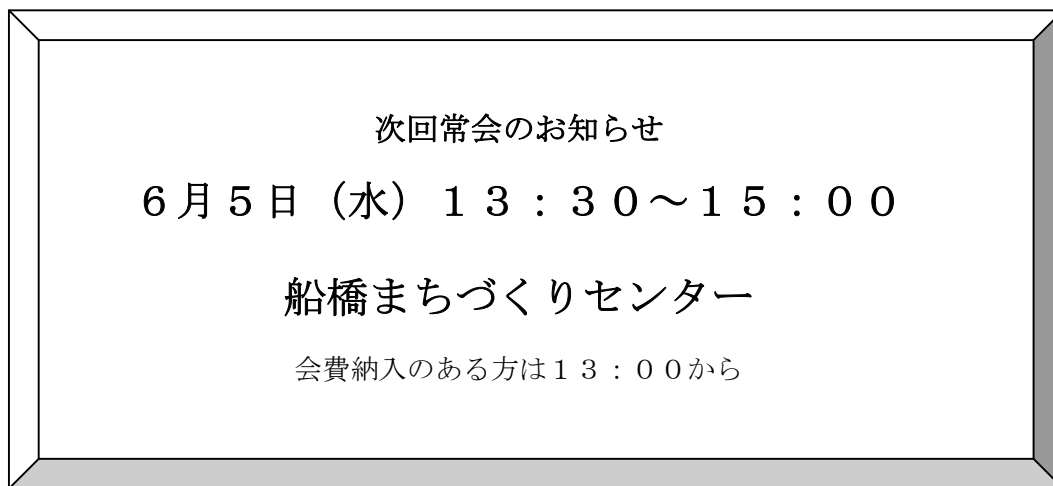 次回常会のお知らせ
６月５日（水）１３：３０～１５：００
船橋まちづくりセンター
会費納入のある方は１３：００から